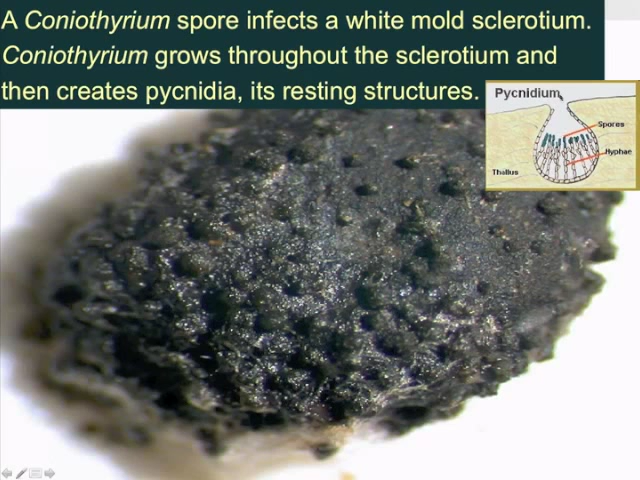 A Coniothyrium spore infects a white mold sclerotium.
Coniothyrium grows throughout the sclerotium and
then creates pycnidia, its resting structures.
Pycnidium
Spores
Hyphae
Thallus